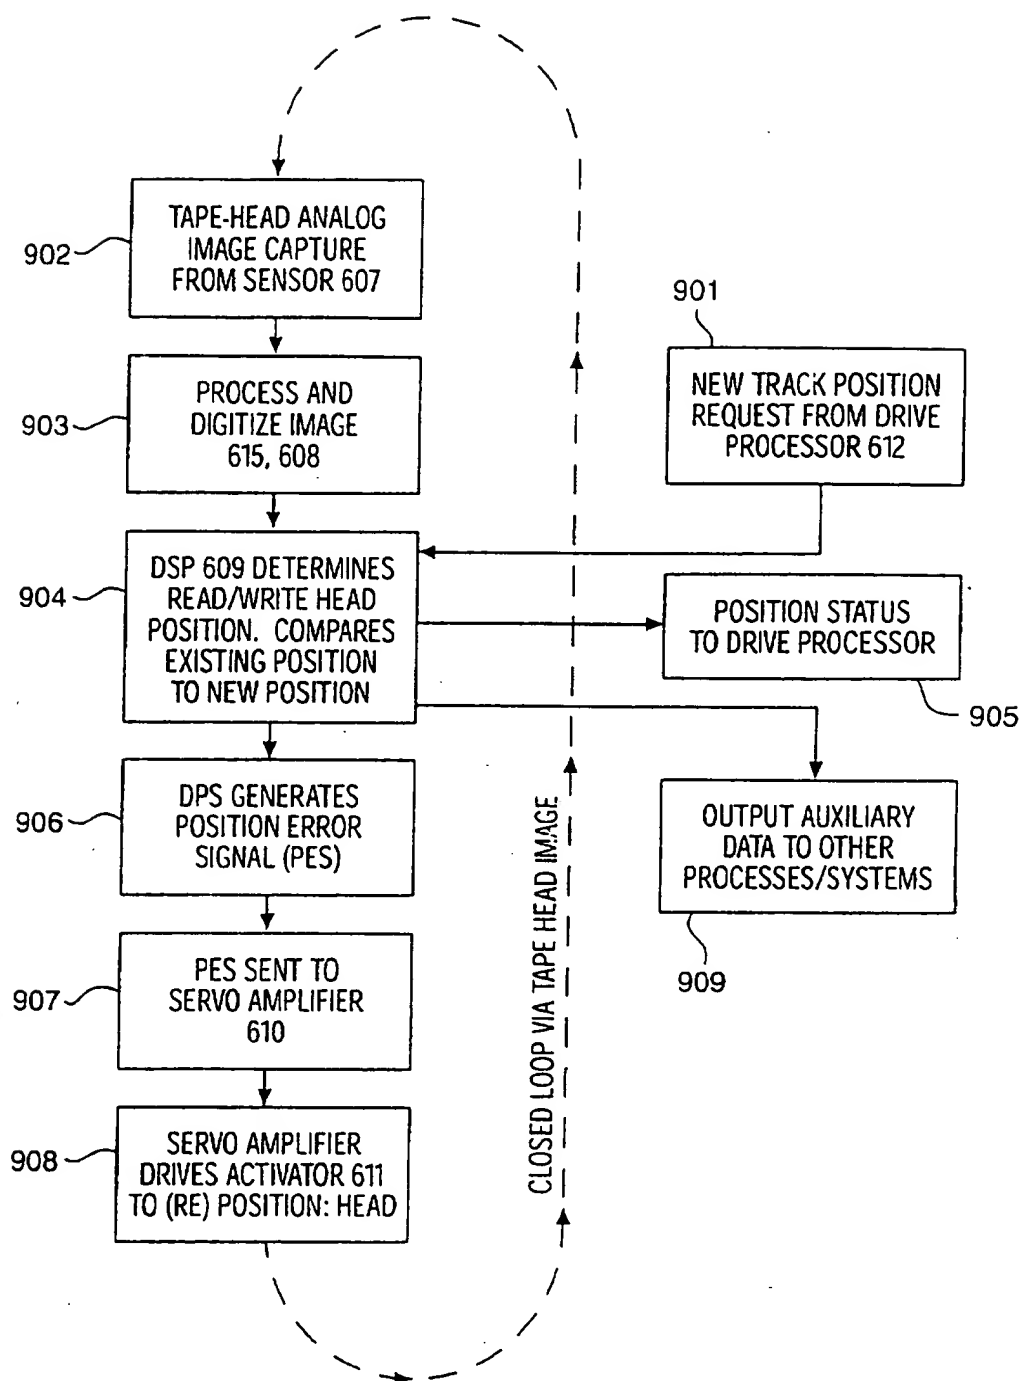 902
TAPE-HEAD ANALOG
IMAGE CAPTURE
FROM SENSOR 607
903
PROCESS AND
DIGITIZE IMAGE
615, 608
901
NEW TRACK POSITION
REQUEST FROM DRIVE
PROCESSOR 612
904
DSP 609 DETERMINES
READ/WRITE HEAD
POSITION. COMPARES
EXISTING POSITION
TO NEW POSITION
POSITION STATUS
TO DRIVE PROCESSOR
905
906
DPS GENERATES
POSITION ERROR
SIGNAL (PES)
OUTPUT AUXILIARY
DATA TO OTHER
PROCESSES/SYSTEMS
909
907
PES SENT TO
SERVO AMPLIFIER
610
908
SERVO AMPLIFIER
DRIVES ACTIVATOR 611
TO (RE) POSITION: HEAD
CLOSED LOOP VIA TAPE HEAD IMAGE